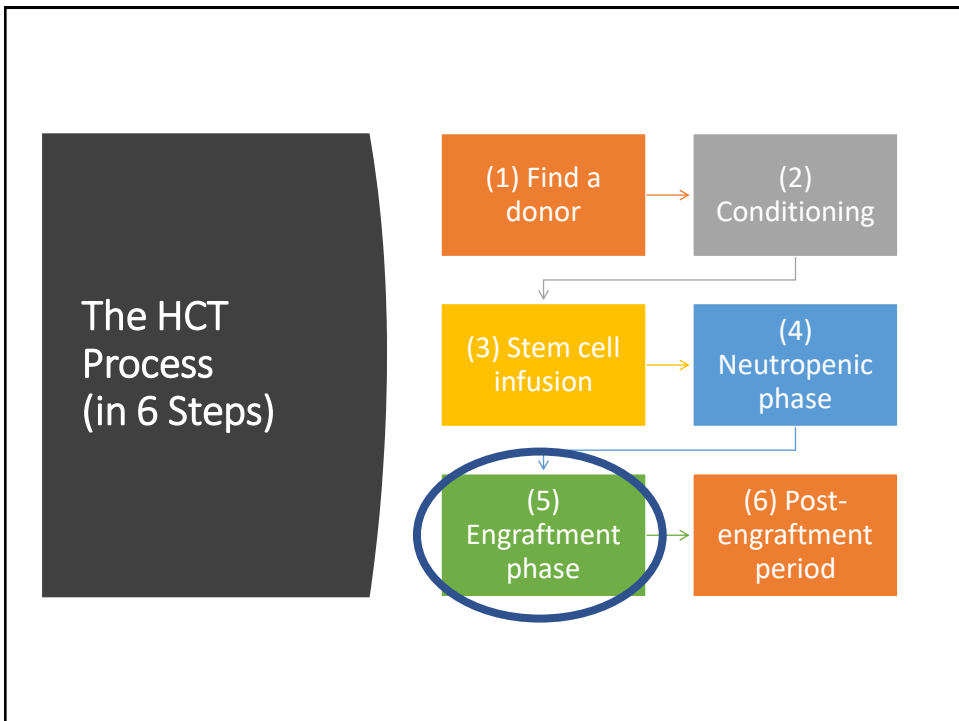 The HCT
Process
(in 6 Steps)
(1) Find a
donor
(2)
Conditioning
(3) Stem cell
infusion
(4)
Neutropenic
phase
(5)
Engraftment
phase
(6) Post-
engraftment
period